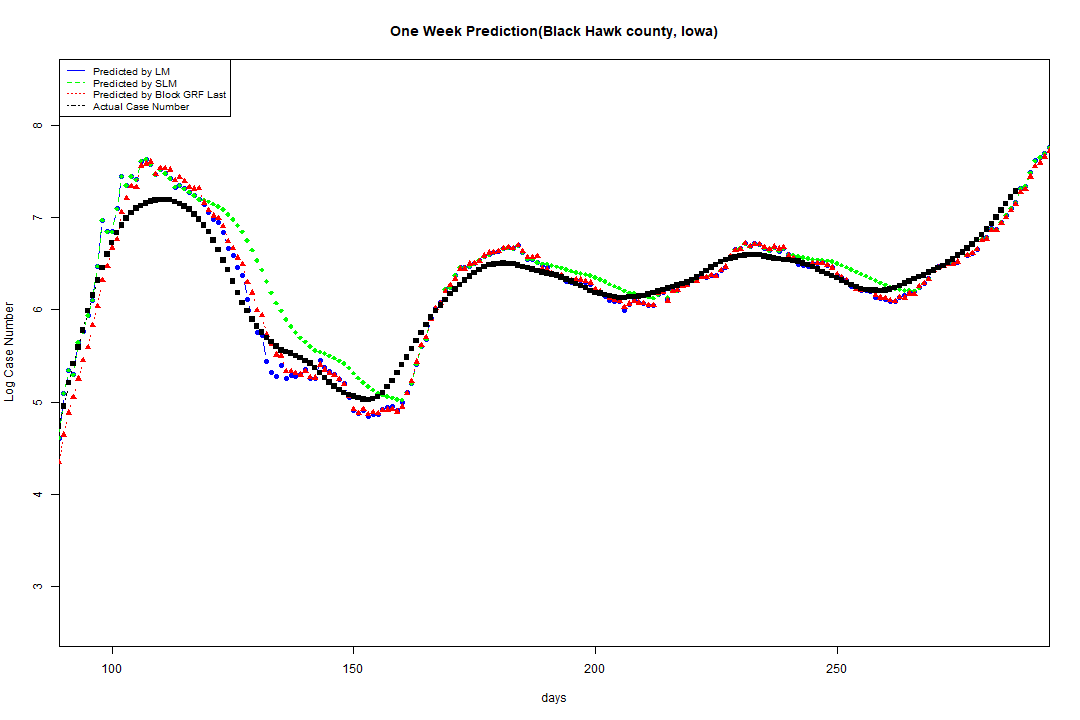 One Week Prediction(Black Hawk county, Iowa)
Predicted by LM
Predicted by SLM
Predicted by Block GRF Last
Actual Case Number
8
7
6
5
4
3
Log Case Number
100 150 200 250
days